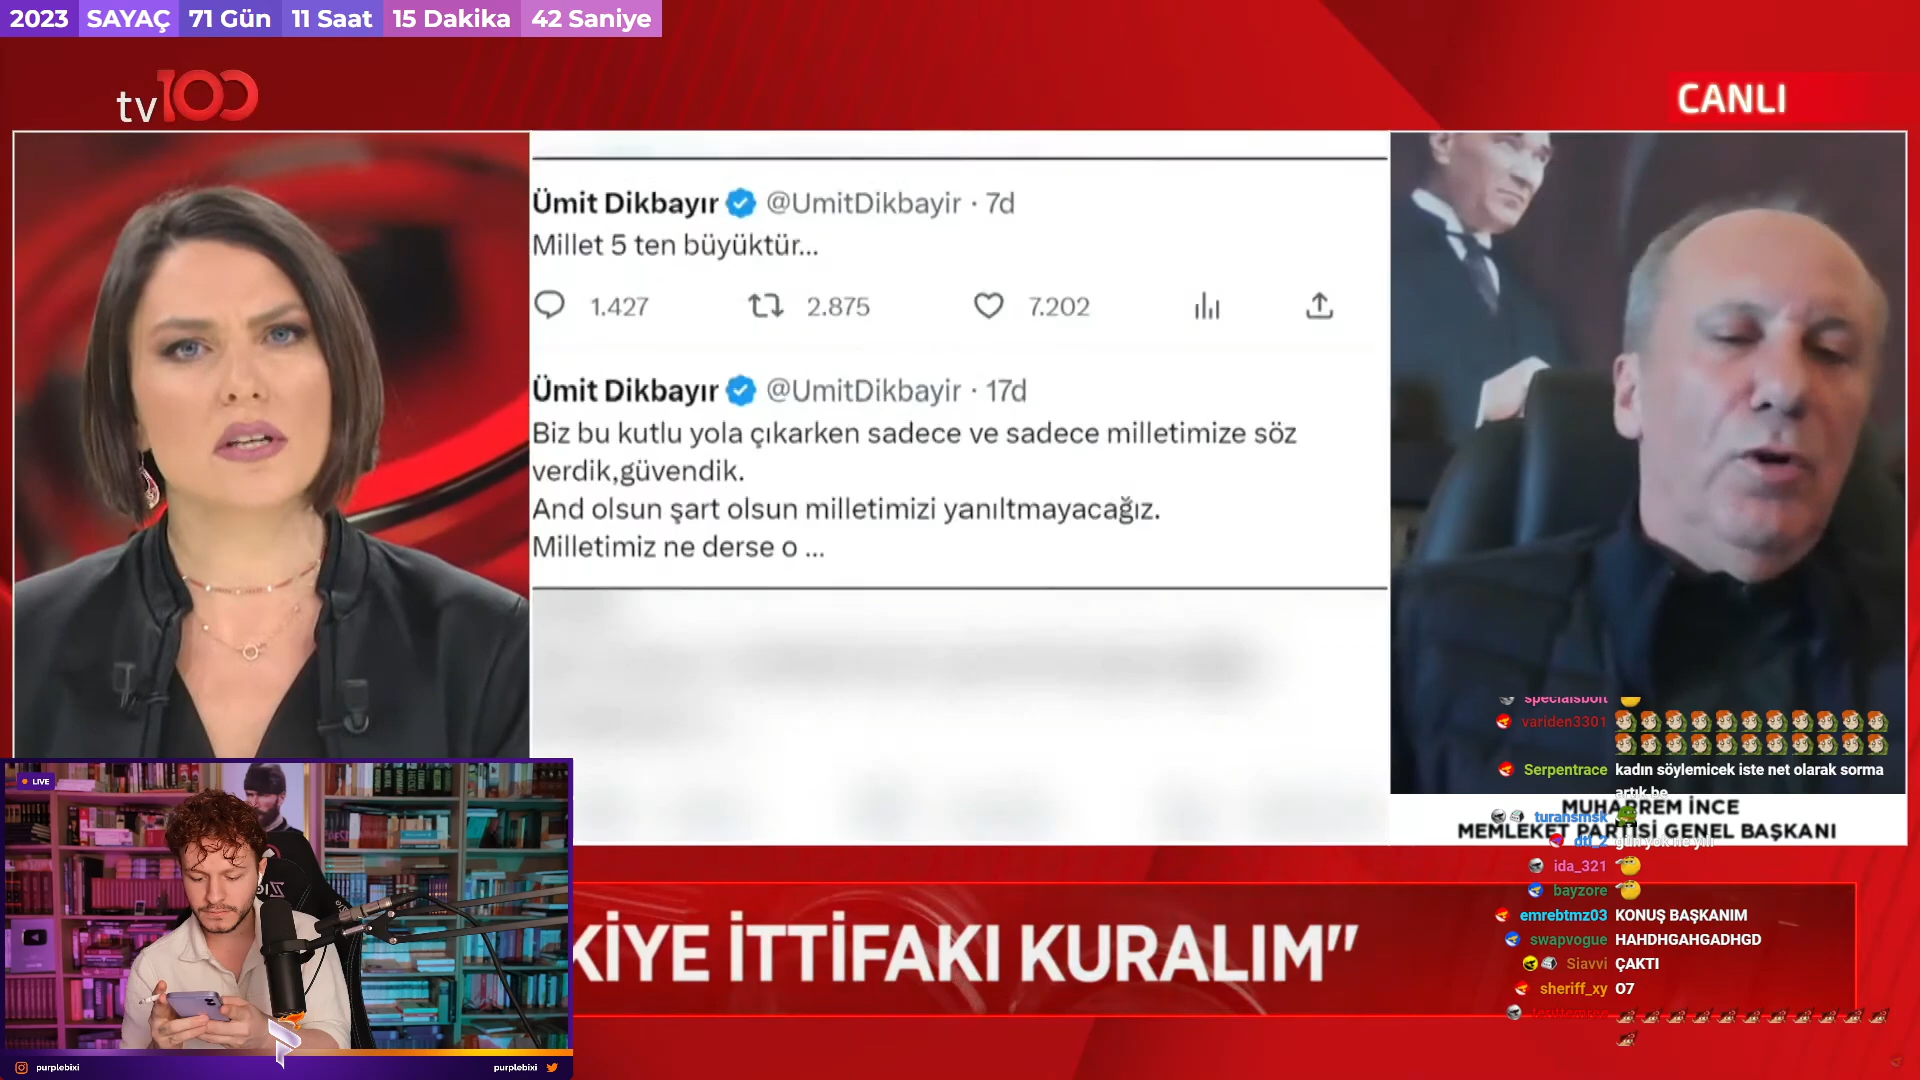 2023 SAYAÇ 71 Gün 11 Saat 15 Dakika 42 Saniye
tv100
CANLI
Ümit Dikbayır @UmitDikbayir · 7d
Millet 5 ten büyüktür...
1.427 2.875 7.202
Ümit Dikbayır @UmitDikbayir · 17d
Biz bu kutlu yola çıkarken sadece ve sadece milletimize söz
verdik,güvendik.
And olsun şart olsun milletimizi yanıltmayacağız.
Milletimiz ne derse o ...
specialsbolt
variden3301
Serpentrace kadın söylemicek iste net olarak sorma
artık be
MUHARREM İNCE
turansmsk
MEMLEKET PARTİSİ GENEL BAŞKANI
dtl_2
ida_321
bayzore
emrebtmz03 KONUŞ BAŞKANIM
swapvogue HAHDHGAHGADHGD
Siavvi ÇAKTI
sheriff_xy O7
KİYE İTTİFAKI KURALIM"
LIVE
purplebixi purplebixi